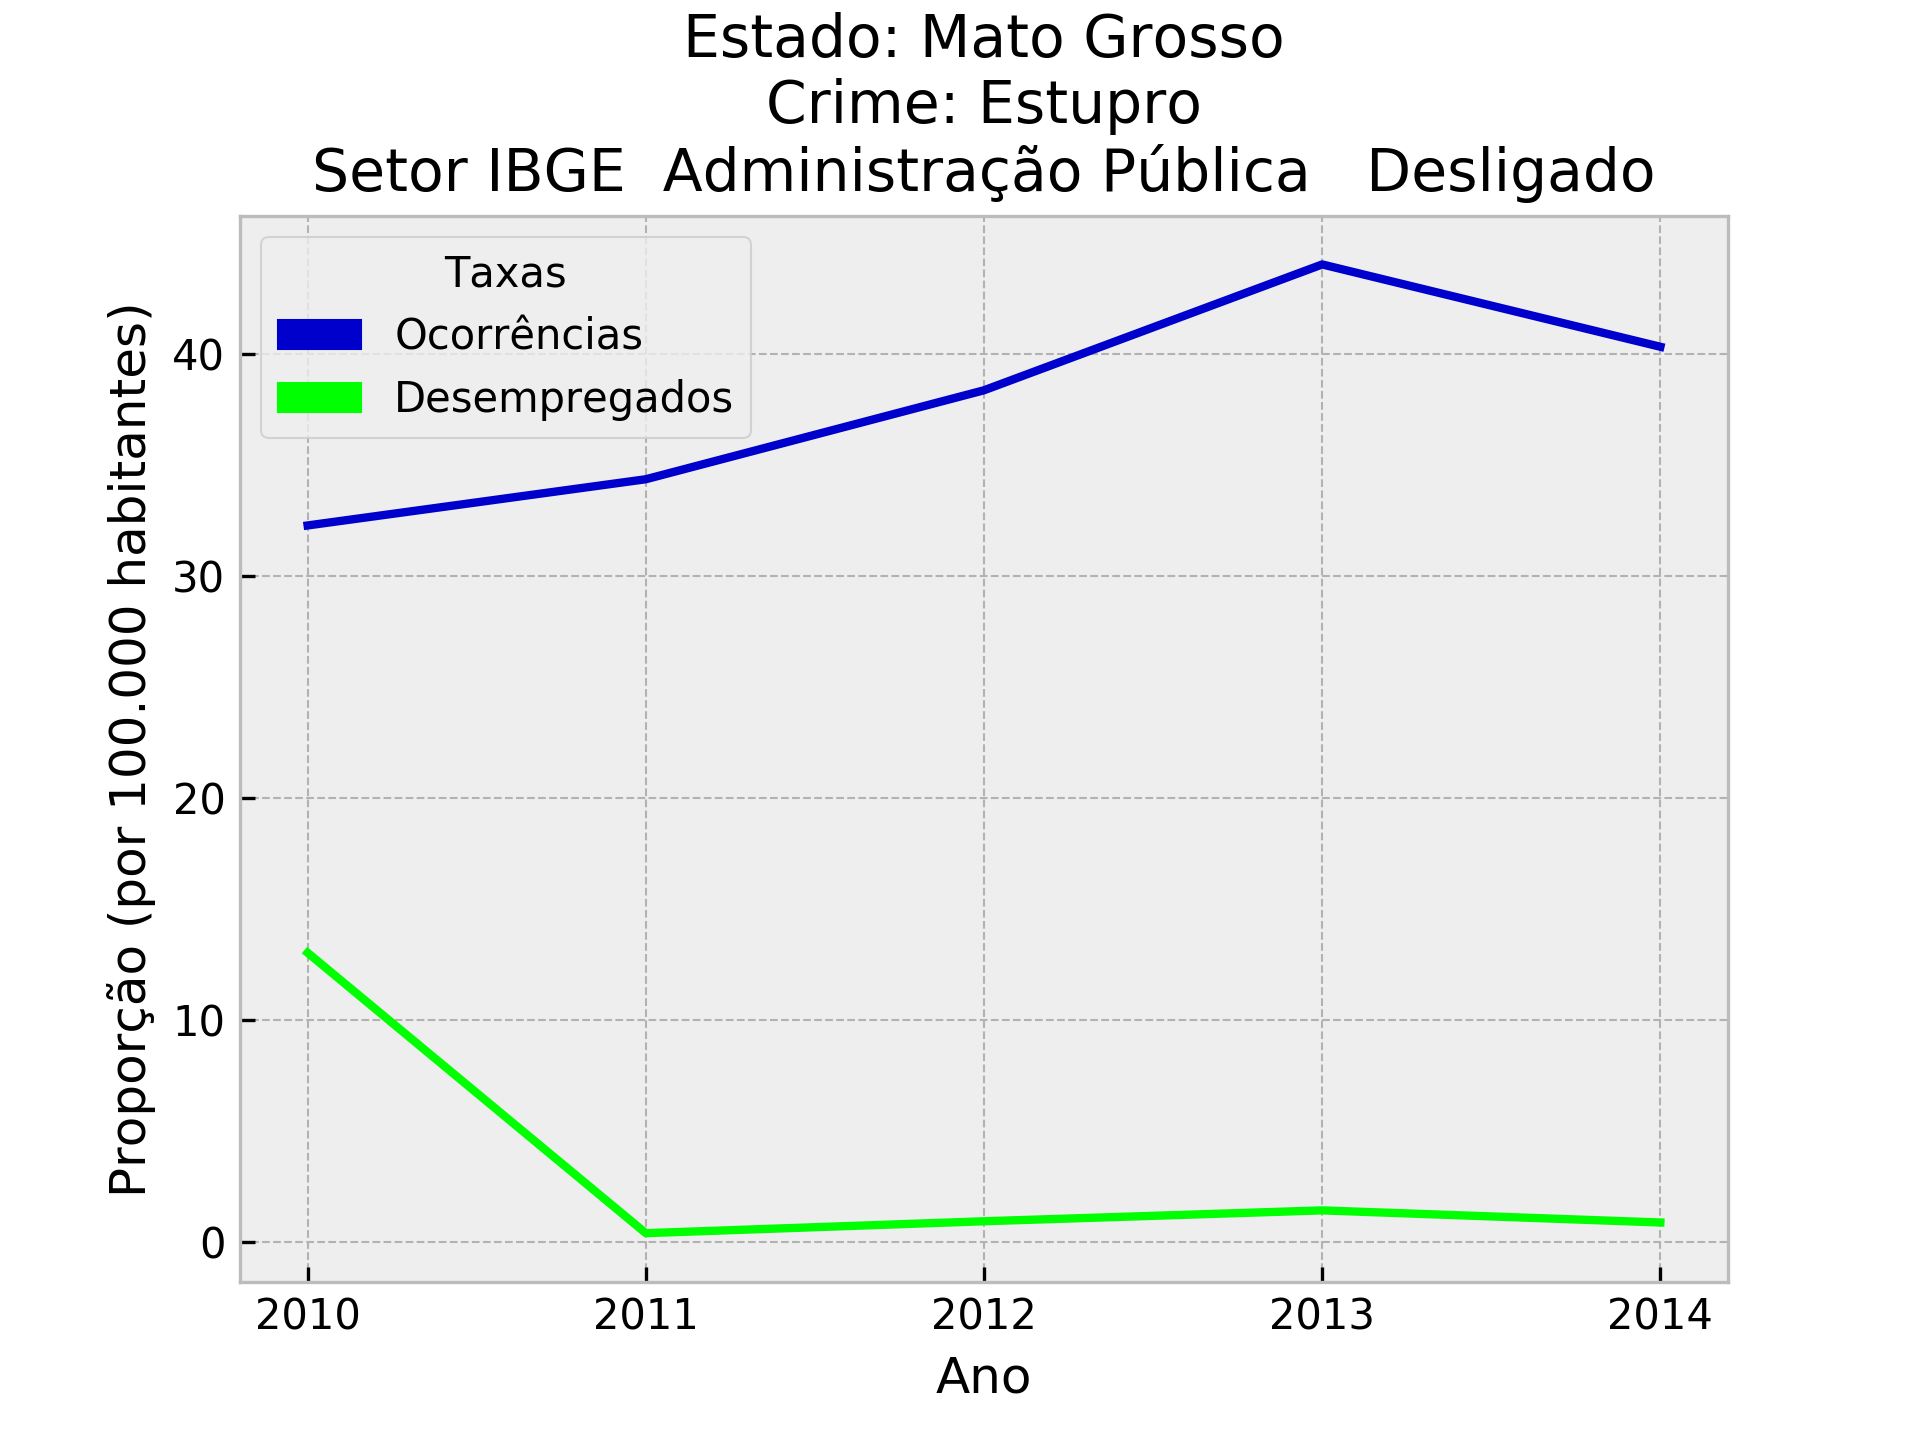 Estado: Mato Grosso
Crime: Estupro
Setor IBGE  Administração Pública   Desligado
Taxas
Ocorrências
Desempregados
Proporção (por 100.000 habitantes)
40
30
20
10
0
2010 2011 2012 2013 2014
Ano